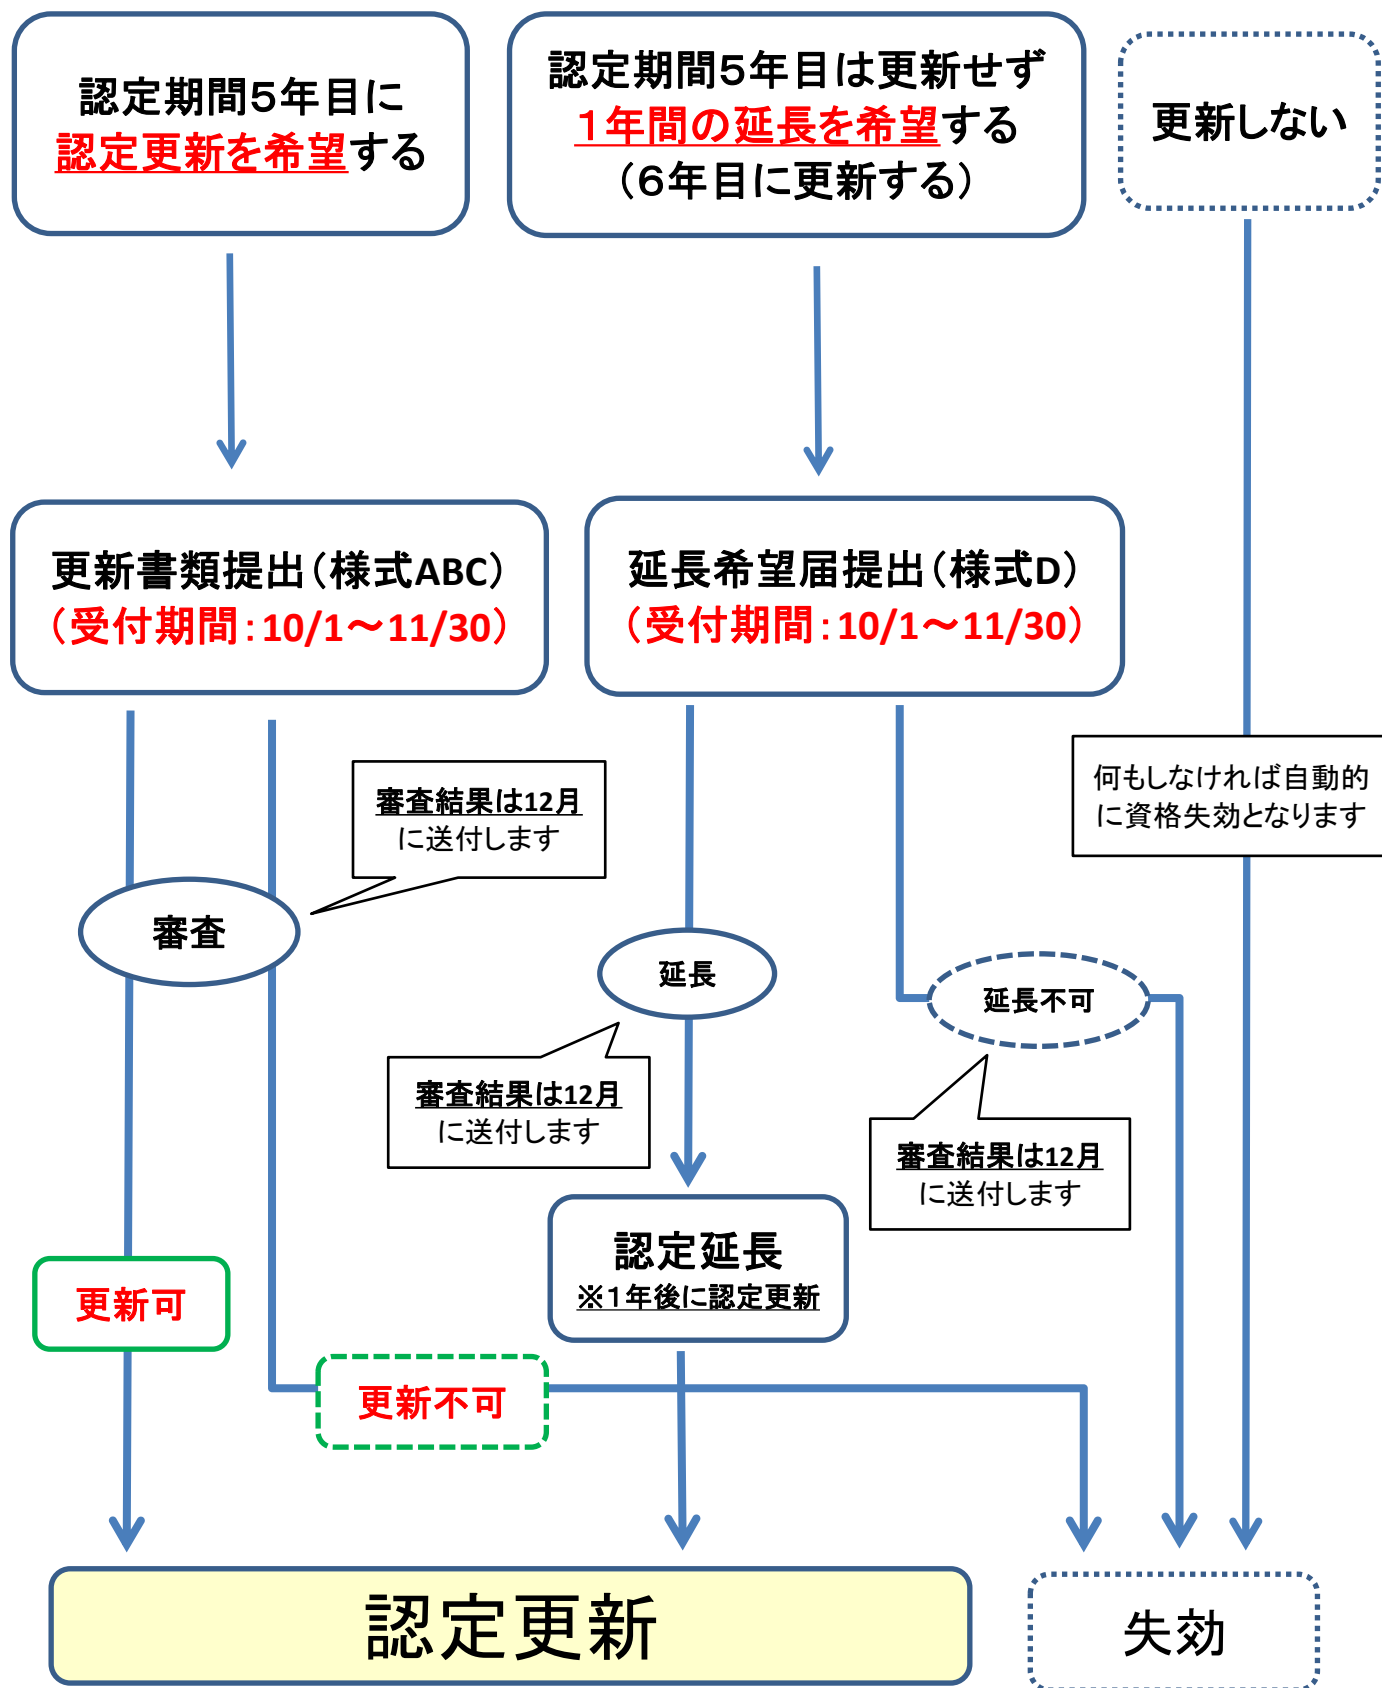 認定期間5年目に
認定更新を希望する
認定期間5年目は更新せず
1年間の延長を希望する
（6年目に更新する）
更新しない
更新書類提出（様式ABC）
（受付期間：10/1～11/30）
延長希望届提出（様式D）
（受付期間：10/1～11/30）
審査結果は12月
に送付します
何もしなければ自動的
に資格失効となります
審査
延長
延長不可
審査結果は12月
に送付します
審査結果は12月
に送付します
認定延長
※1年後に認定更新
更新可
更新不可
認定更新
失効